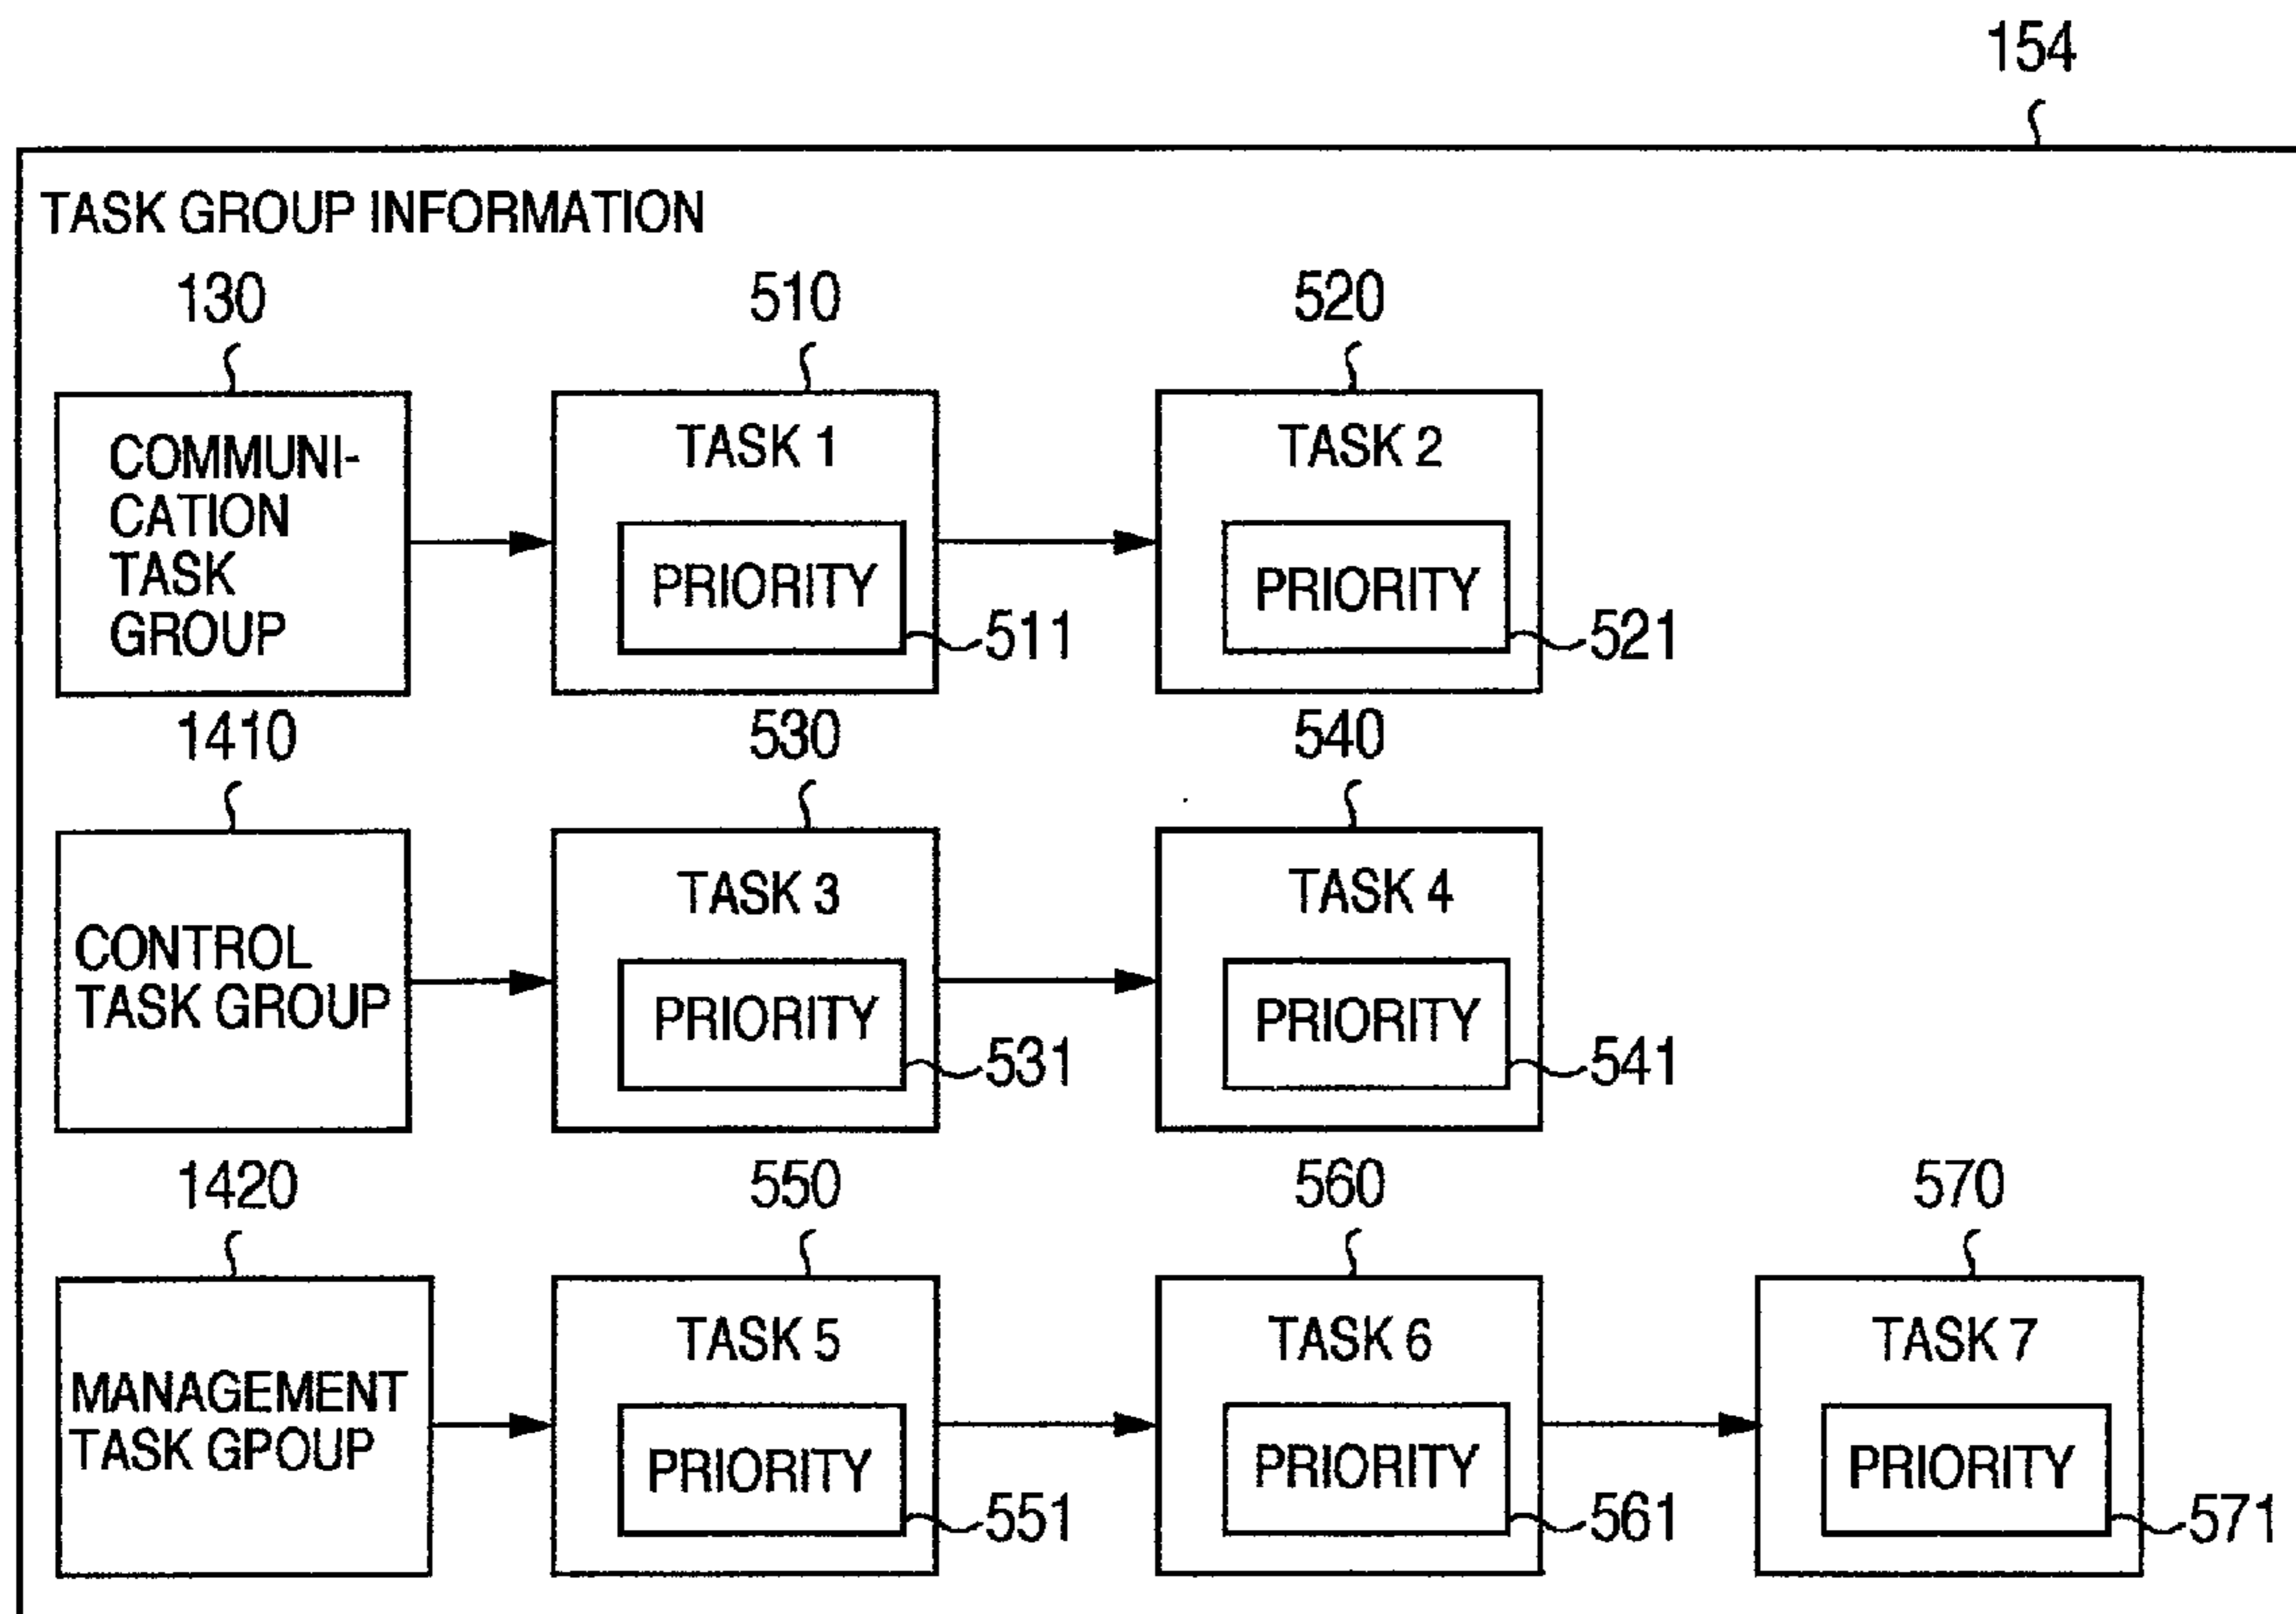 154
TASK GROUP INFORMATION
130
510
520
COMMUNI-
CATION
TASK
GROUP
TASK 1
PRIORITY
511
TASK 2
PRIORITY
521
1410
530
540
CONTROL
TASK GROUP
TASK 3
PRIORITY
531
TASK 4
PRIORITY
541
1420
550
560
570
MANAGEMENT
TASK GPOUP
TASK 5
PRIORITY
551
TASK 6
PRIORITY
561
TASK 7
PRIORITY
571